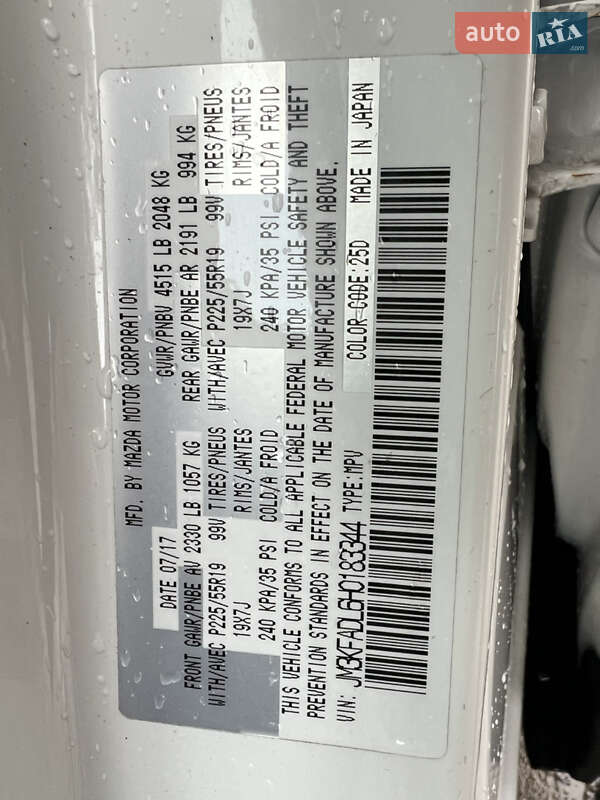 auto RIA.com
MFD. BY MAZDA MOTOR CORPORATION
DATE 07/17 GVWR/PNBV 4515 LB 2048 KG
FRONT GAWR/PNBE AV 2330 LB 1057 KG REAR GAWR/PNBE AR 2191 LB 994 KG
WITH/AVEC P225/55R19 99V TIRES/PNEUS WITH/AVEC P225/55R19 99V TIRES/PNEUS
19X7J RIMS/JANTES 19X7J RIMS/JANTES
240 KPA/35 PSI COLD/A FROID 240 KPA/35 PSI COLD/A FROID
THIS VEHICLE CONFORMS TO ALL APPLICABLE FEDERAL MOTOR VEHICLE SAFETY AND THEFT
PREVENTION STANDARDS IN EFFECT ON THE DATE OF MANUFACTURE SHOWN ABOVE.
VIN: JM3KFADL6H0183344 TYPE:MPV COLOR CODE:25D MADE IN JAPAN